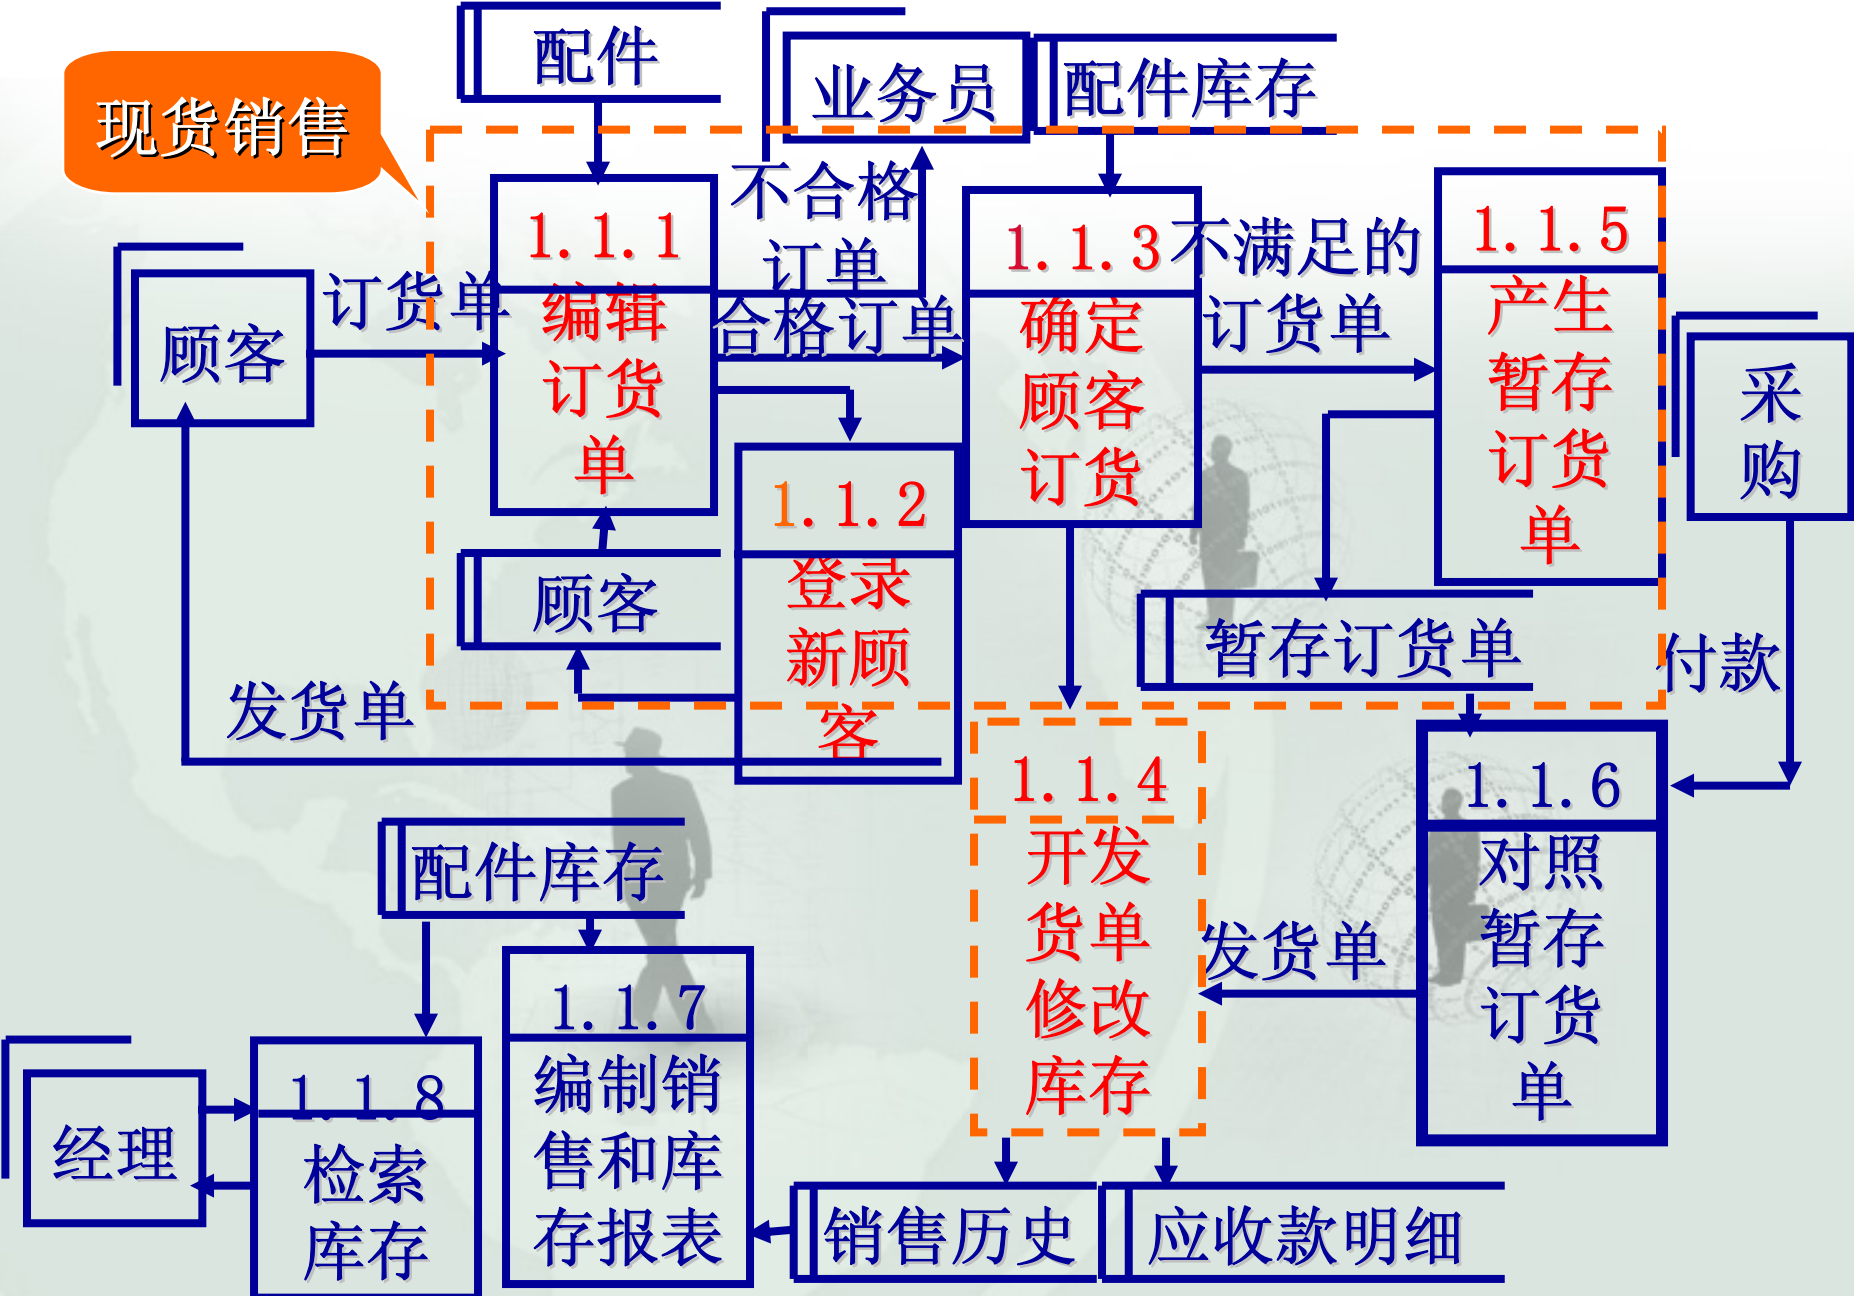 配件
业务员
配件库存
现货销售
不合格
订单
1.1.1
编辑
订货
单
1.1.3
确定
顾客
订货
不满足的
订货单
1.1.5
产生
暂存
订货
单
顾客
订货单
合格订单
采
购
1.1.2
登录
新顾
客
顾客
暂存订货单
付款
发货单
1.1.4
开发
货单
修改
库存
1.1.6
对照
暂存
订货
单
配件库存
发货单
1.1.7
编制销
售和库
存报表
经理
1.1.8
检索
库存
销售历史
应收款明细